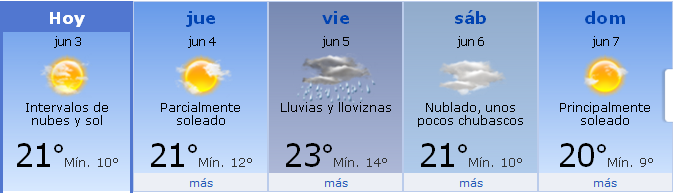 Hoy
jun 3
Intervalos de
nubes y sol
21° Mín. 10°
jue
jun 4
Parcialmente
soleado
21° Mín. 12°
más
vie
jun 5
Lluvias y lloviznas
23° Mín. 14°
más
sáb
jun 6
Nublado, unos
pocos chubascos
21° Mín. 10°
más
dom
jun 7
Principalmente
soleado
20° Mín. 9°
más